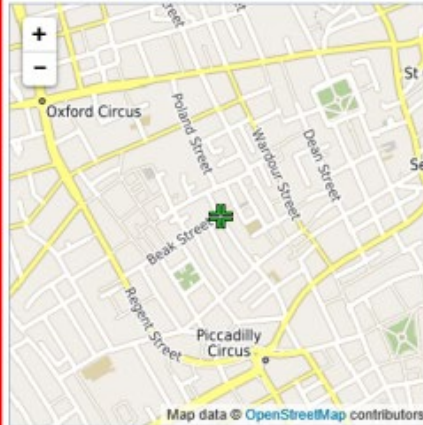 reet
+
−
St
Oxford Circus
Poland Street
Wardour Street
Dean Street
Se
Beak Street
Regent Street
Piccadilly
Circus
Map data © OpenStreetMap contributors